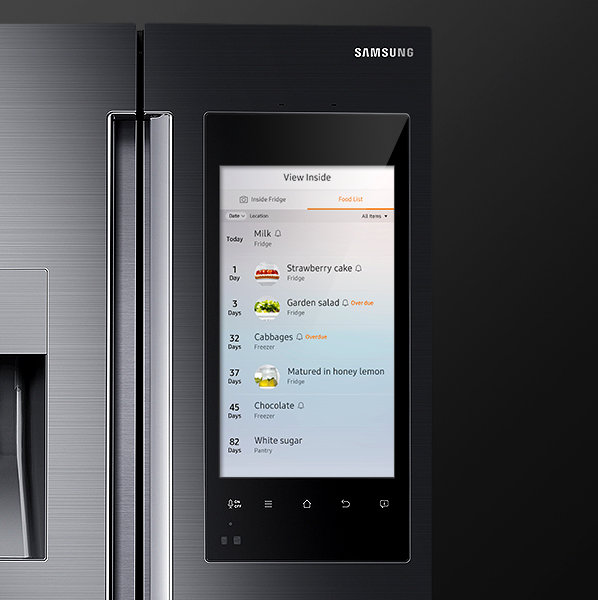 SAMSUNG
View Inside
Inside Fridge Food List
Date Location All Items
Today Milk
Fridge
1 Day Strawberry cake
Fridge
3 Days Garden salad Overdue
Fridge
32 Days Cabbages Overdue
Freezer
37 Days Matured in honey lemon
Fridge
45 Days Chocolate
Freezer
82 Days White sugar
Pantry
ON
OFF